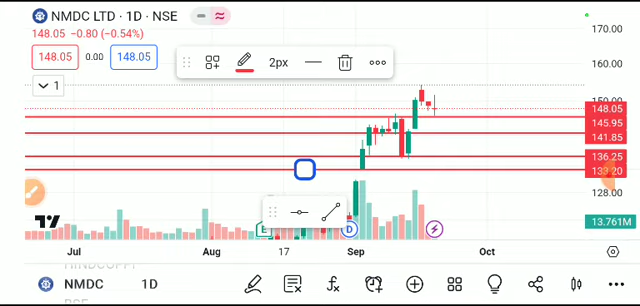 NMDC LTD · 1D · NSE
148.05 −0.80 (−0.54%)
148.05 0.00 148.05
2px
1
170.00
160.00
150.00
148.05
145.95
141.85
136.25
139.20
128.00
13.761M
E D
Jul Aug 17 Sep Oct
NMDC 1D